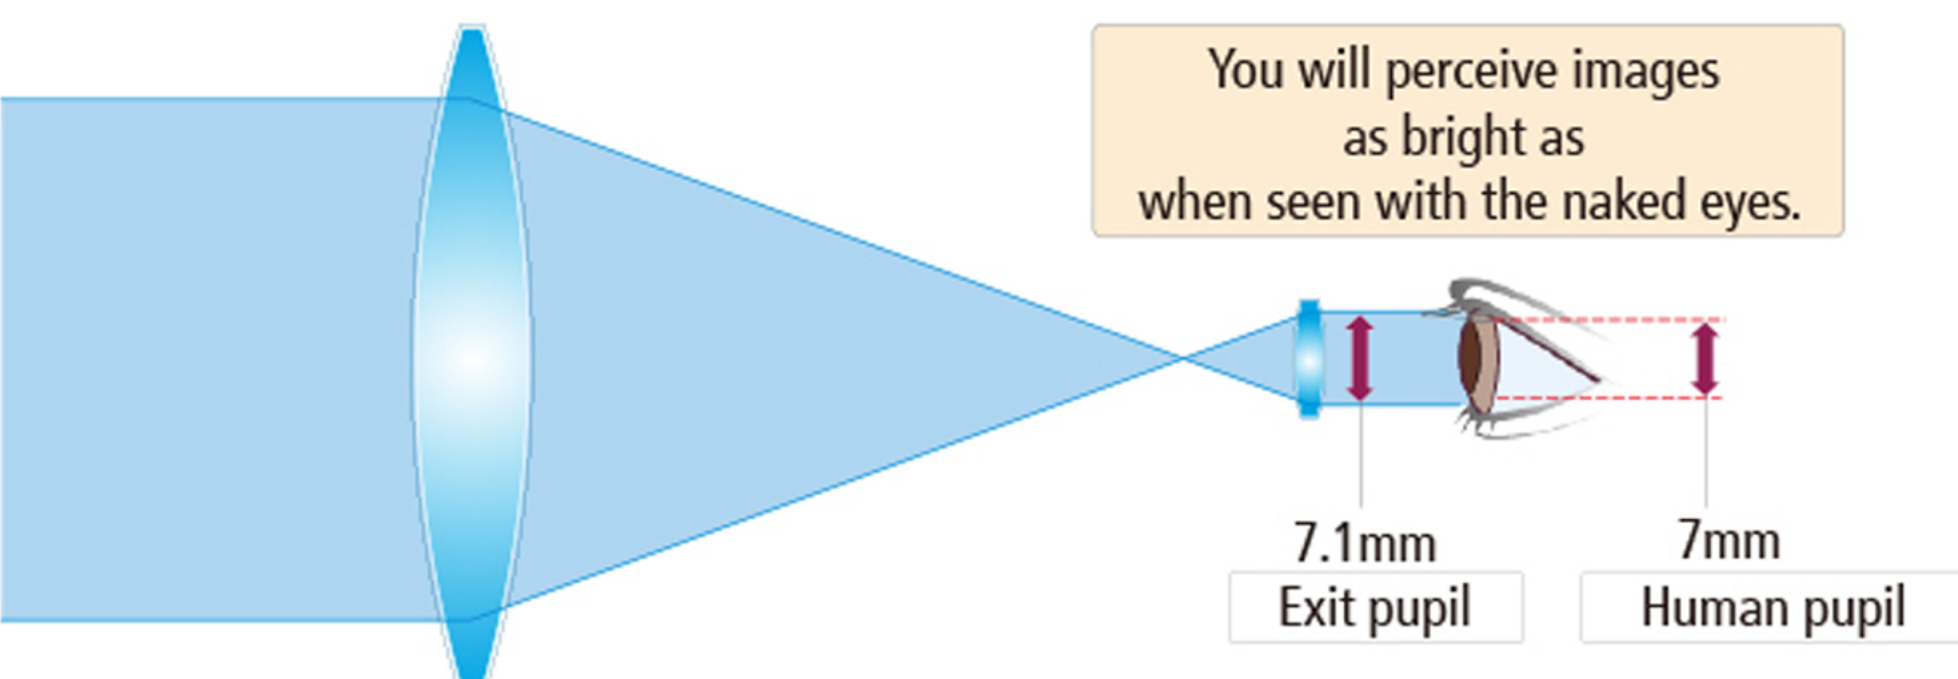 You will perceive images
as bright as
when seen with the naked eyes.
7.1mm
7mm
Exit pupil
Human pupil